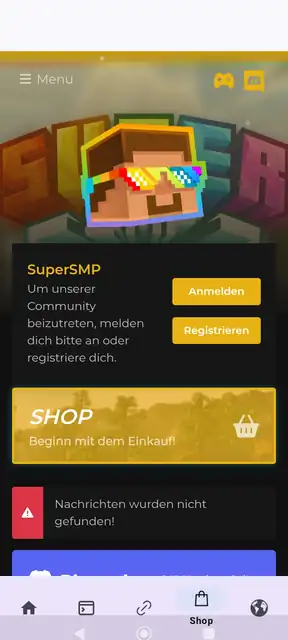 Menu
SUPER
SuperSMP
Um unserer
Community
beizutreten, melden
dich bitte an oder
registriere dich.
Anmelden
Registrieren
SHOP
Beginn mit dem Einkauf!
Nachrichten wurden nicht
gefunden!
Shop